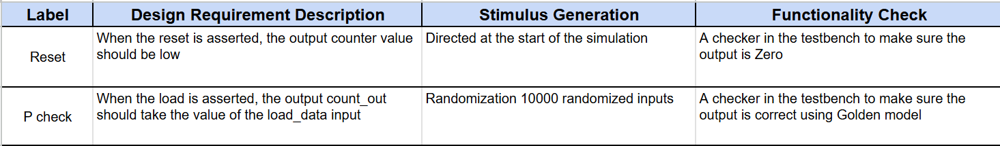 Label Design Requirement Description Stimulus Generation Functionality Check
Reset
When the reset is asserted, the output counter value
should be low
Directed at the start of the simulation
A checker in the testbench to make sure the
output is Zero
P check
When the load is asserted, the output count_out
should take the value of the load_data input
Randomization 10000 randomized inputs
A checker in the testbench to make sure the
output is correct using Golden model